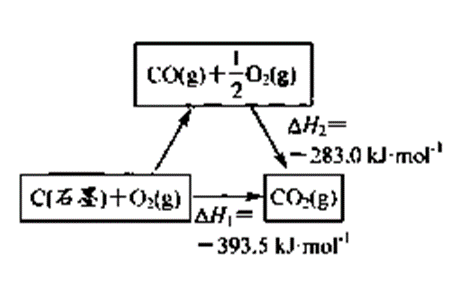 CO(g)+1/2O₂(g)
ΔH₂=
-283.0 kJ·mol⁻¹
C(石墨)+O₂(g)
CO₂(g)
ΔH₁=
-393.5 kJ·mol⁻¹